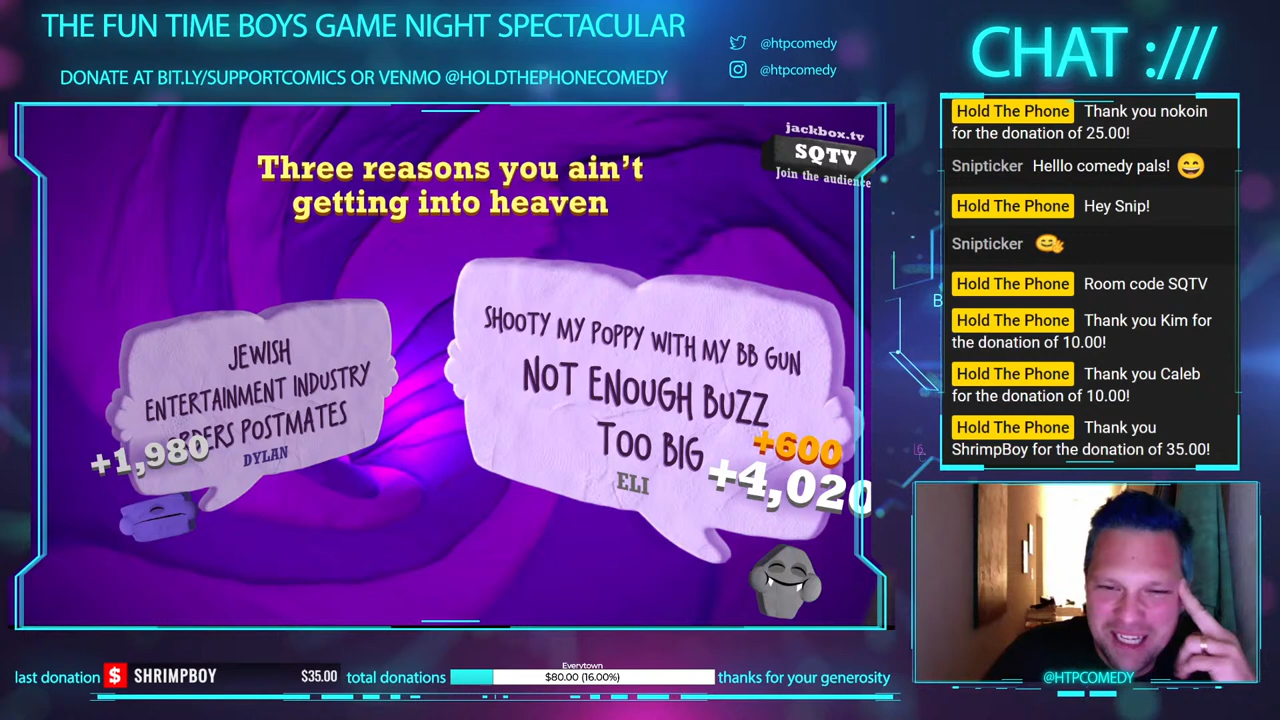 THE FUN TIME BOYS GAME NIGHT SPECTACULAR
DONATE AT BIT.LY/SUPPORTCOMICS OR VENMO @HOLDTHEPHONECOMEDY
@htpcomedy
@htpcomedy
CHAT :///
jackbox.tv
SQTV
Join the audience
Three reasons you ain't
getting into heaven
JEWISH
ENTERTAINMENT INDUSTRY
ORDERS POSTMATES
DYLAN
+1,980
SHOOTY MY POPPY WITH MY BB GUN
NOT ENOUGH BUZZ
TOO BIG
ELI
+600
+4,020
Hold The Phone Thank you nokoin
for the donation of 25.00!
Snipticker Helllo comedy pals! 😄
Hold The Phone Hey Snip!
Snipticker
Hold The Phone Room code SQTV
Hold The Phone Thank you Kim for
the donation of 10.00!
Hold The Phone Thank you Caleb
for the donation of 10.00!
Hold The Phone Thank you
ShrimpBoy for the donation of 35.00!
@HTPCOMEDY
last donation $ SHRIMPBOY $35.00 total donations
Everytown
$80.00 (16.00%)
thanks for your generosity